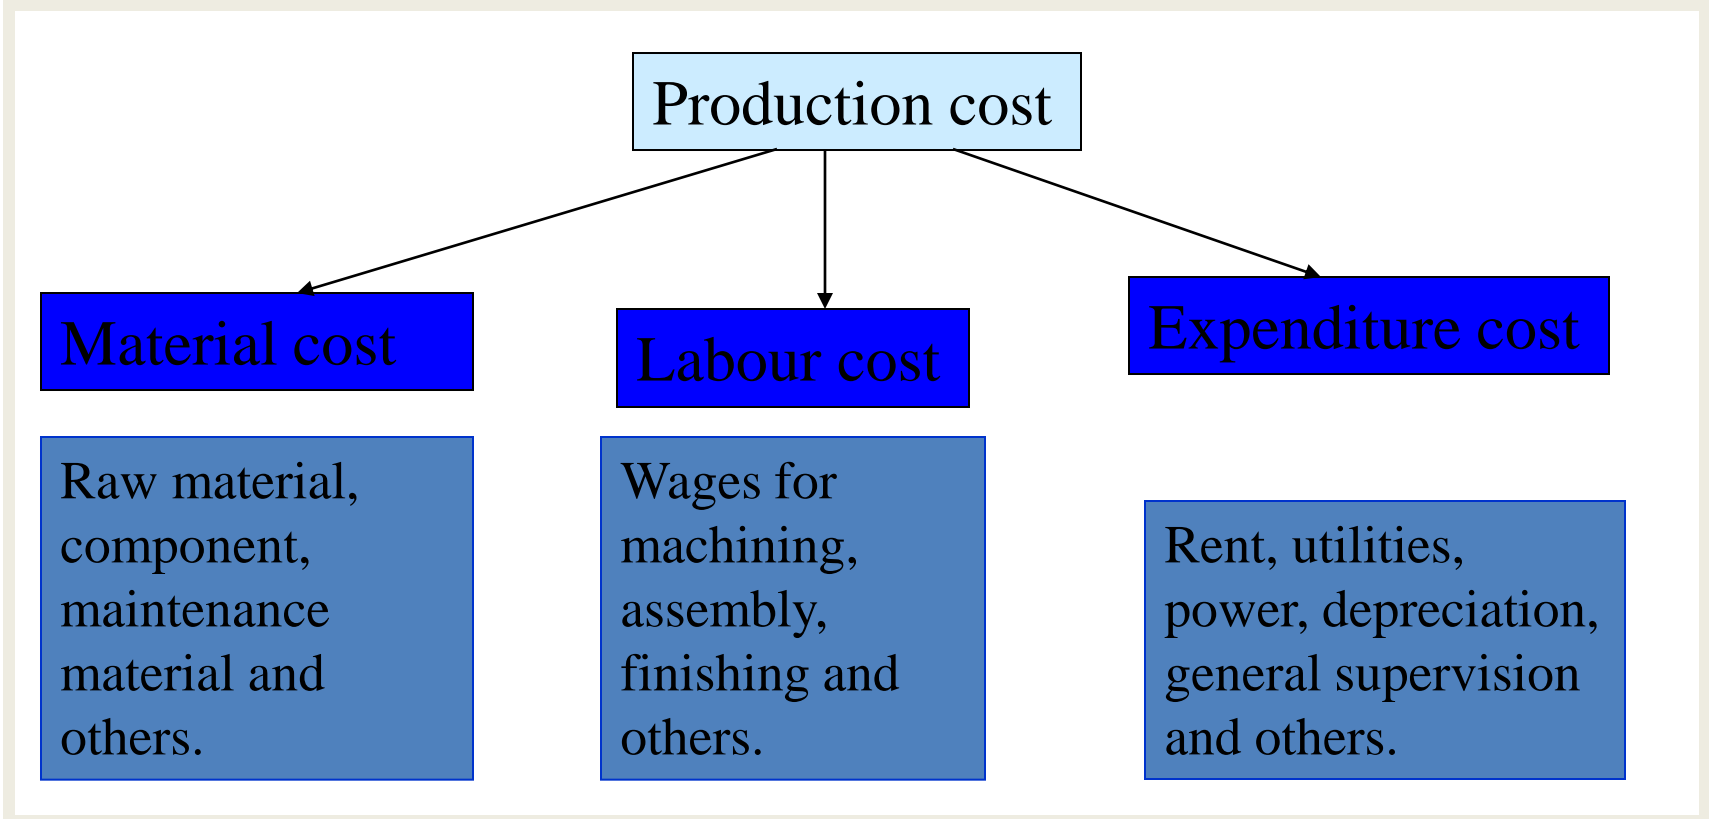 Production cost
Material cost
Labour cost
Expenditure cost
Raw material,
component,
maintenance
material and
others.
Wages for
machining,
assembly,
finishing and
others.
Rent, utilities,
power, depreciation,
general supervision
and others.